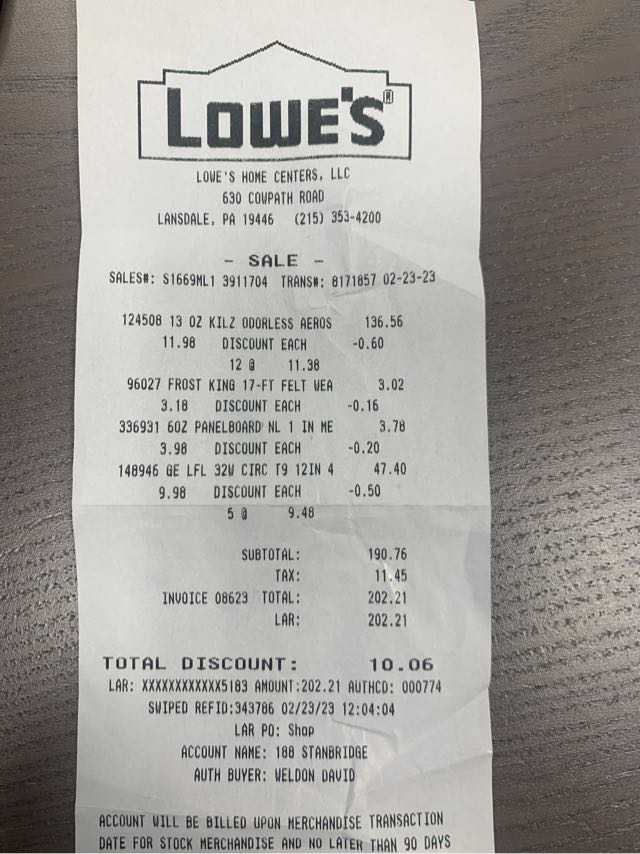 LOWE'S®
LOWE'S HOME CENTERS, LLC
630 COWPATH ROAD
LANSDALE, PA 19446 (215) 353-4200
- SALE -
SALES#: S1669ML1 3911704 TRANS#: 8171857 02-23-23
124508 13 OZ KILZ ODORLESS AEROS 136.56
11.98 DISCOUNT EACH -0.60
12 @ 11.38
96027 FROST KING 17-FT FELT WEA 3.02
3.18 DISCOUNT EACH -0.16
336931 6OZ PANELBOARD NL 1 IN ME 3.78
3.98 DISCOUNT EACH -0.20
148946 GE LFL 32W CIRC T9 12IN 4 47.40
9.98 DISCOUNT EACH -0.50
5 @ 9.48
SUBTOTAL: 190.76
TAX: 11.45
INVOICE 08623 TOTAL: 202.21
LAR: 202.21
TOTAL DISCOUNT: 10.06
LAR: XXXXXXXXXXXX5183 AMOUNT:202.21 AUTHCD: 000774
SWIPED REFID:343786 02/23/23 12:04:04
LAR PO: Shop
ACCOUNT NAME: 188 STANBRIDGE
AUTH BUYER: WELDON DAVID
ACCOUNT WILL BE BILLED UPON MERCHANDISE TRANSACTION
DATE FOR STOCK MERCHANDISE AND NO LATER THAN 90 DAYS